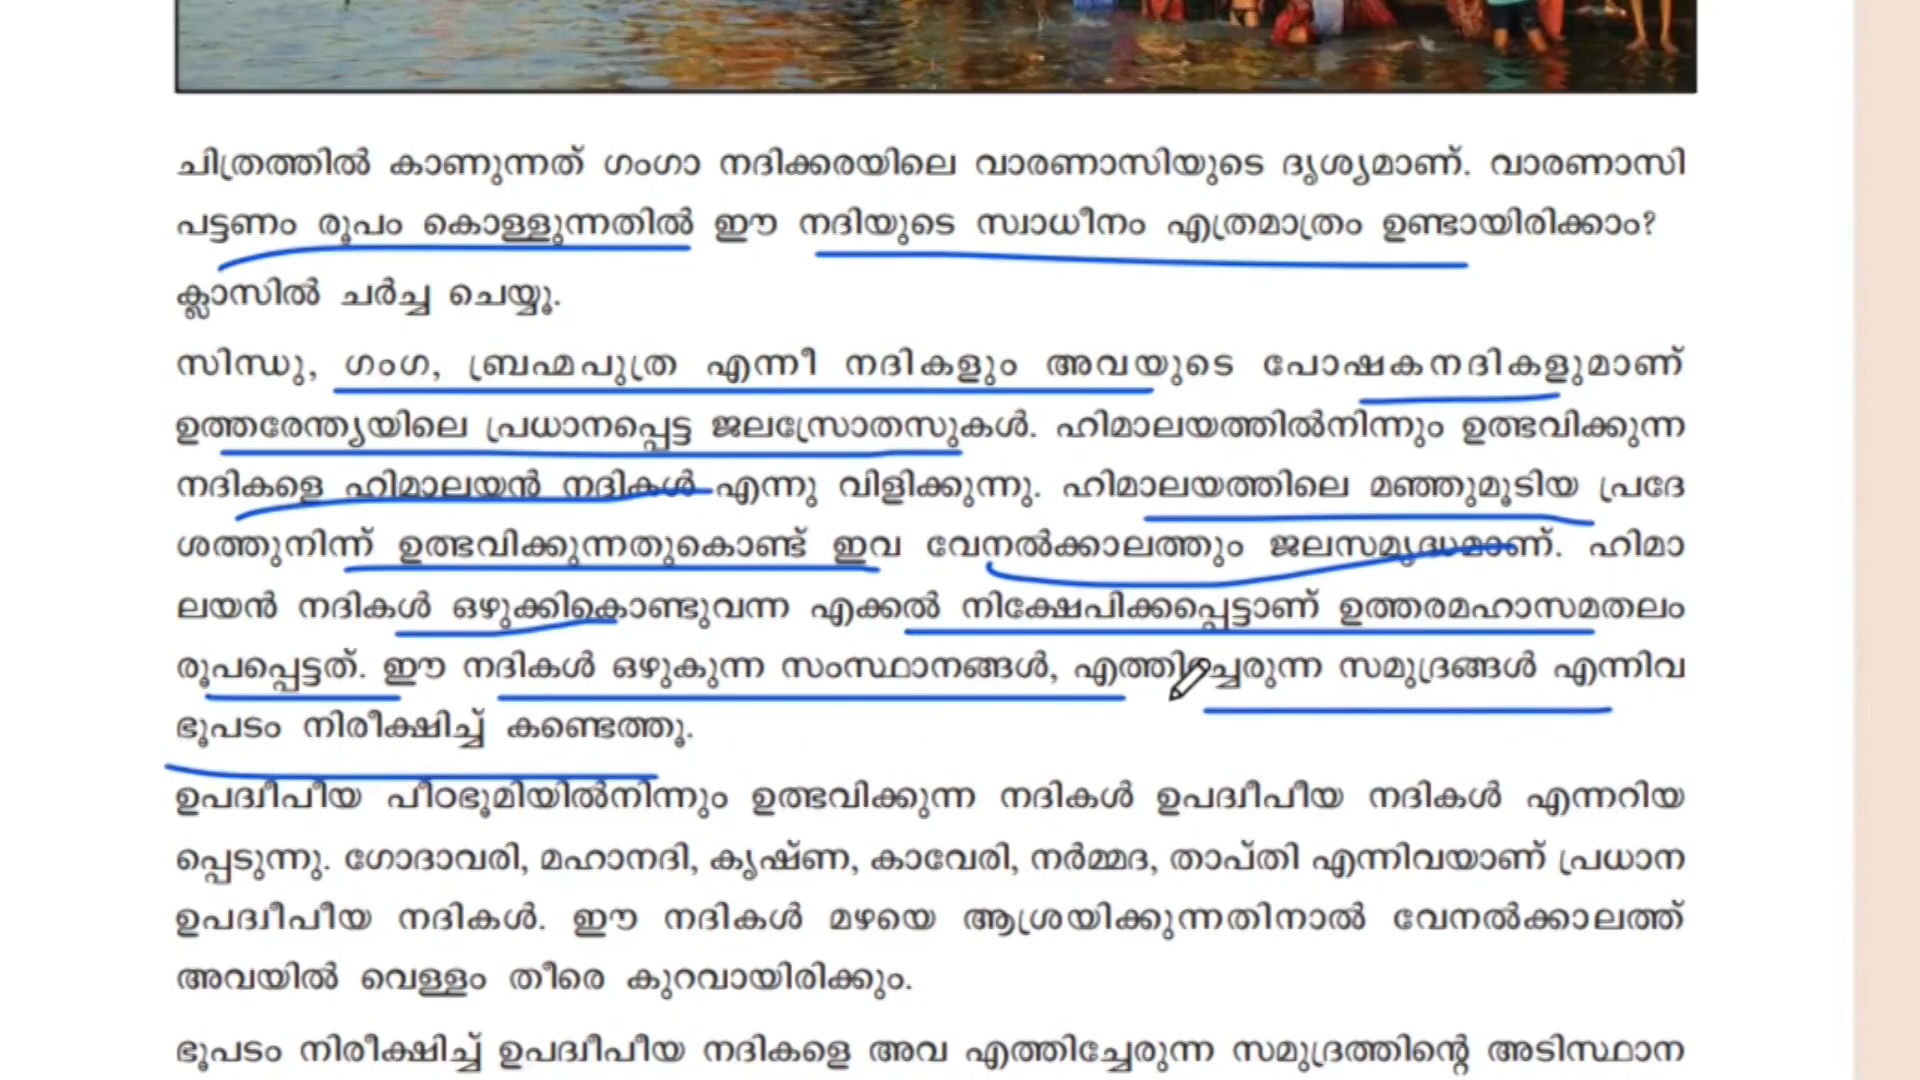 ചിത്രത്തിൽ കാണുന്നത് ഗംഗാ നദിക്കരയിലെ വാരണാസിയുടെ ദൃശ്യമാണ്. വാരണാസി
പട്ടണം രൂപം കൊള്ളുന്നതിൽ ഈ നദിയുടെ സ്വാധീനം എത്രമാത്രം ഉണ്ടായിരിക്കാം?
ക്ലാസിൽ ചർച്ച ചെയ്യൂ.
സിന്ധു, ഗംഗ, ബ്രഹ്മപുത്ര എന്നീ നദികളും അവയുടെ പോഷകനദികളുമാണ്
ഉത്തരേന്ത്യയിലെ പ്രധാനപ്പെട്ട ജലസ്രോതസുകൾ. ഹിമാലയത്തിൽനിന്നും ഉത്ഭവിക്കുന്ന
നദികളെ ഹിമാലയൻ നദികൾ എന്നു വിളിക്കുന്നു. ഹിമാലയത്തിലെ മഞ്ഞുമൂടിയ പ്രദേ
ശത്തുനിന്ന് ഉത്ഭവിക്കുന്നതുകൊണ്ട് ഇവ വേനൽക്കാലത്തും ജലസമൃദ്ധമാണ്. ഹിമാ
ലയൻ നദികൾ ഒഴുക്കികൊണ്ടുവന്ന എക്കൽ നിക്ഷേപിക്കപ്പെട്ടാണ് ഉത്തരമഹാസമതലം
രൂപപ്പെട്ടത്. ഈ നദികൾ ഒഴുകുന്ന സംസ്ഥാനങ്ങൾ, സമുദ്രങ്ങൾ എന്നിവ
ഭൂപടം നിരീക്ഷിച്ച് കണ്ടെത്തൂ.
ഉപദ്വീപീയ പീഠഭൂമിയിൽനിന്നും ഉത്ഭവിക്കുന്ന നദികൾ ഉപദ്വീപീയ നദികൾ എന്നറിയ
പ്പെടുന്നു. ഗോദാവരി, മഹാനദി, കൃഷ്ണ, കാവേരി, നർമ്മദ, താപ്തി എന്നിവയാണ് പ്രധാന
ഉപദ്വീപീയ നദികൾ. ഈ നദികൾ മഴയെ ആശ്രയിക്കുന്നതിനാൽ വേനൽക്കാലത്ത്
അവയിൽ വെള്ളം തീരെ കുറവായിരിക്കും.
ഭൂപടം നിരീക്ഷിച്ച് ഉപദ്വീപീയ നദികളെ അവ എത്തിച്ചേരുന്ന സമുദ്രത്തിന്റെ അടിസ്ഥാന